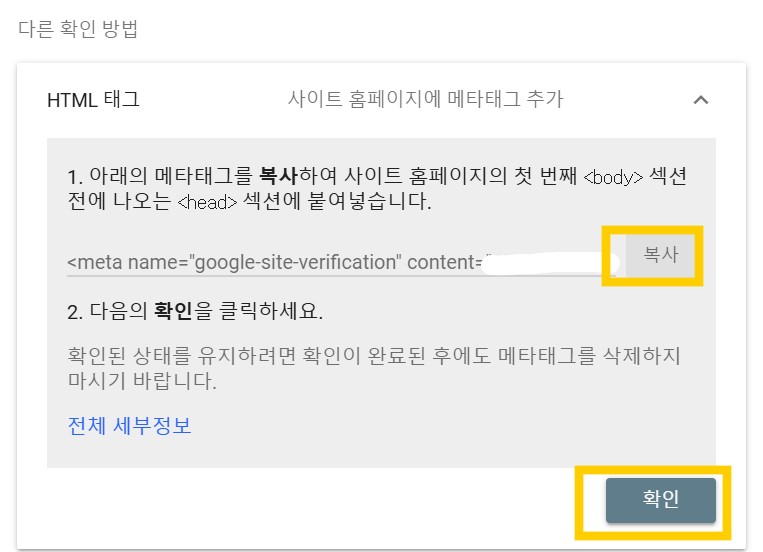 다른 확인 방법
HTML 태그 사이트 홈페이지에 메타태그 추가
1. 아래의 메타태그를 복사하여 사이트 홈페이지의 첫 번째 <body> 섹션
전에 나오는 <head> 섹션에 붙여넣습니다.
<meta name="google-site-verification" content=" 복사
2. 다음의 확인을 클릭하세요.
확인된 상태를 유지하려면 확인이 완료된 후에도 메타태그를 삭제하지
마시기 바랍니다.
전체 세부정보
확인